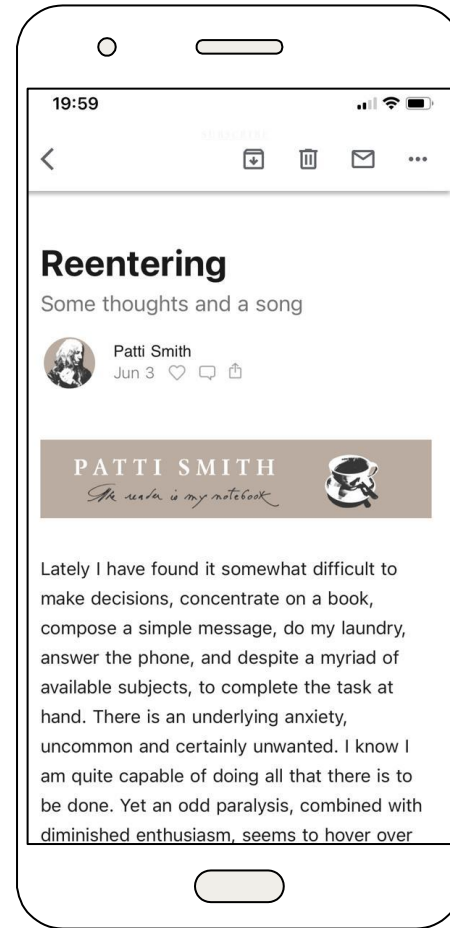 19:59
Reentering
Some thoughts and a song
Patti Smith
Jun 3
PATTI SMITH
The reader is my notebook
Lately I have found it somewhat difficult to
make decisions, concentrate on a book,
compose a simple message, do my laundry,
answer the phone, and despite a myriad of
available subjects, to complete the task at
hand. There is an underlying anxiety,
uncommon and certainly unwanted. I know I
am quite capable of doing all that there is to
be done. Yet an odd paralysis, combined with
diminished enthusiasm, seems to hover over